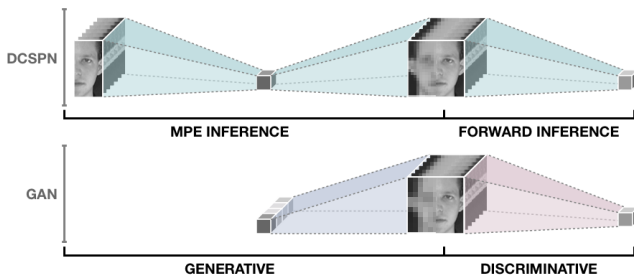 DCSPN
MPE INFERENCE
FORWARD INFERENCE
GAN
GENERATIVE
DISCRIMINATIVE